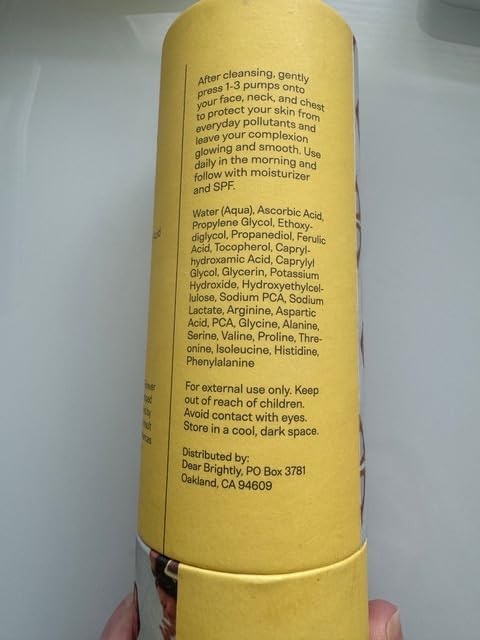 After cleansing, gently
press 1-3 pumps onto
your face, neck, and chest
to protect your skin from
everyday pollutants and
leave your complexion
glowing and smooth. Use
daily in the morning and
follow with moisturizer
and SPF.
Water (Aqua), Ascorbic Acid,
Propylene Glycol, Ethoxy-
diglycol, Propanediol, Ferulic
Acid, Tocopherol, Capryl-
hydroxamic Acid, Caprylyl
Glycol, Glycerin, Potassium
Hydroxide, Hydroxyethylcel-
lulose, Sodium PCA, Sodium
Lactate, Arginine, Aspartic
Acid, PCA, Glycine, Alanine,
Serine, Valine, Proline, Thre-
onine, Isoleucine, Histidine,
Phenylalanine
For external use only. Keep
out of reach of children.
Avoid contact with eyes.
Store in a cool, dark space.
Distributed by:
Dear Brightly, PO Box 3781
Oakland, CA 94609